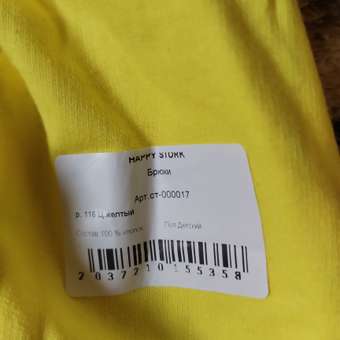 HAPPY STORK
Брюки
Арт:ст-000017
р. 116 Ц.желтый
Состав:100 % хлопок Пол:Детский
2037210155358